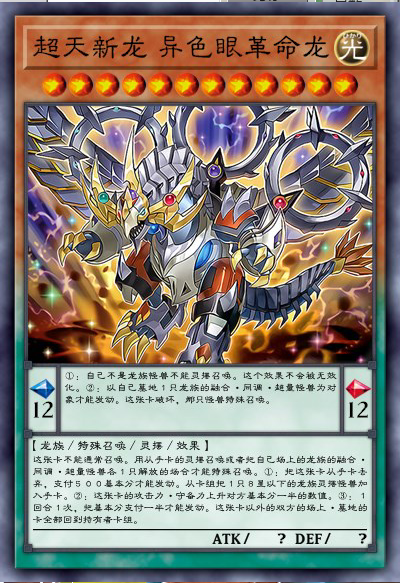 超天新龙 异色眼革命龙
ひかり
光
①：自己不是龙族怪兽不能灵摆召唤。这个效果不会被无效
化。②：以自己墓地1只龙族的融合·同调·超量怪兽为对
象才能发动。这张卡破坏，那只怪兽特殊召唤。
12
12
【龙族／特殊召唤／灵摆／效果】
这张卡不能通常召唤。用从手卡的灵摆召唤或者把自己场上的龙族的融合·
同调·超量怪兽各1只解放的场合才能特殊召唤。①：把这张卡从手卡丢
弃，支付500基本分才能发动。从卡组把1只8星以下的龙族灵摆怪兽加
入手卡。②：这张卡的攻击力·守备力上升对方基本分一半的数值。③：1
回合1次，把基本分支付一半才能发动。这张卡以外的双方的场上·墓地的
卡全部回到持有者卡组。
ATK/ ? DEF/ ?